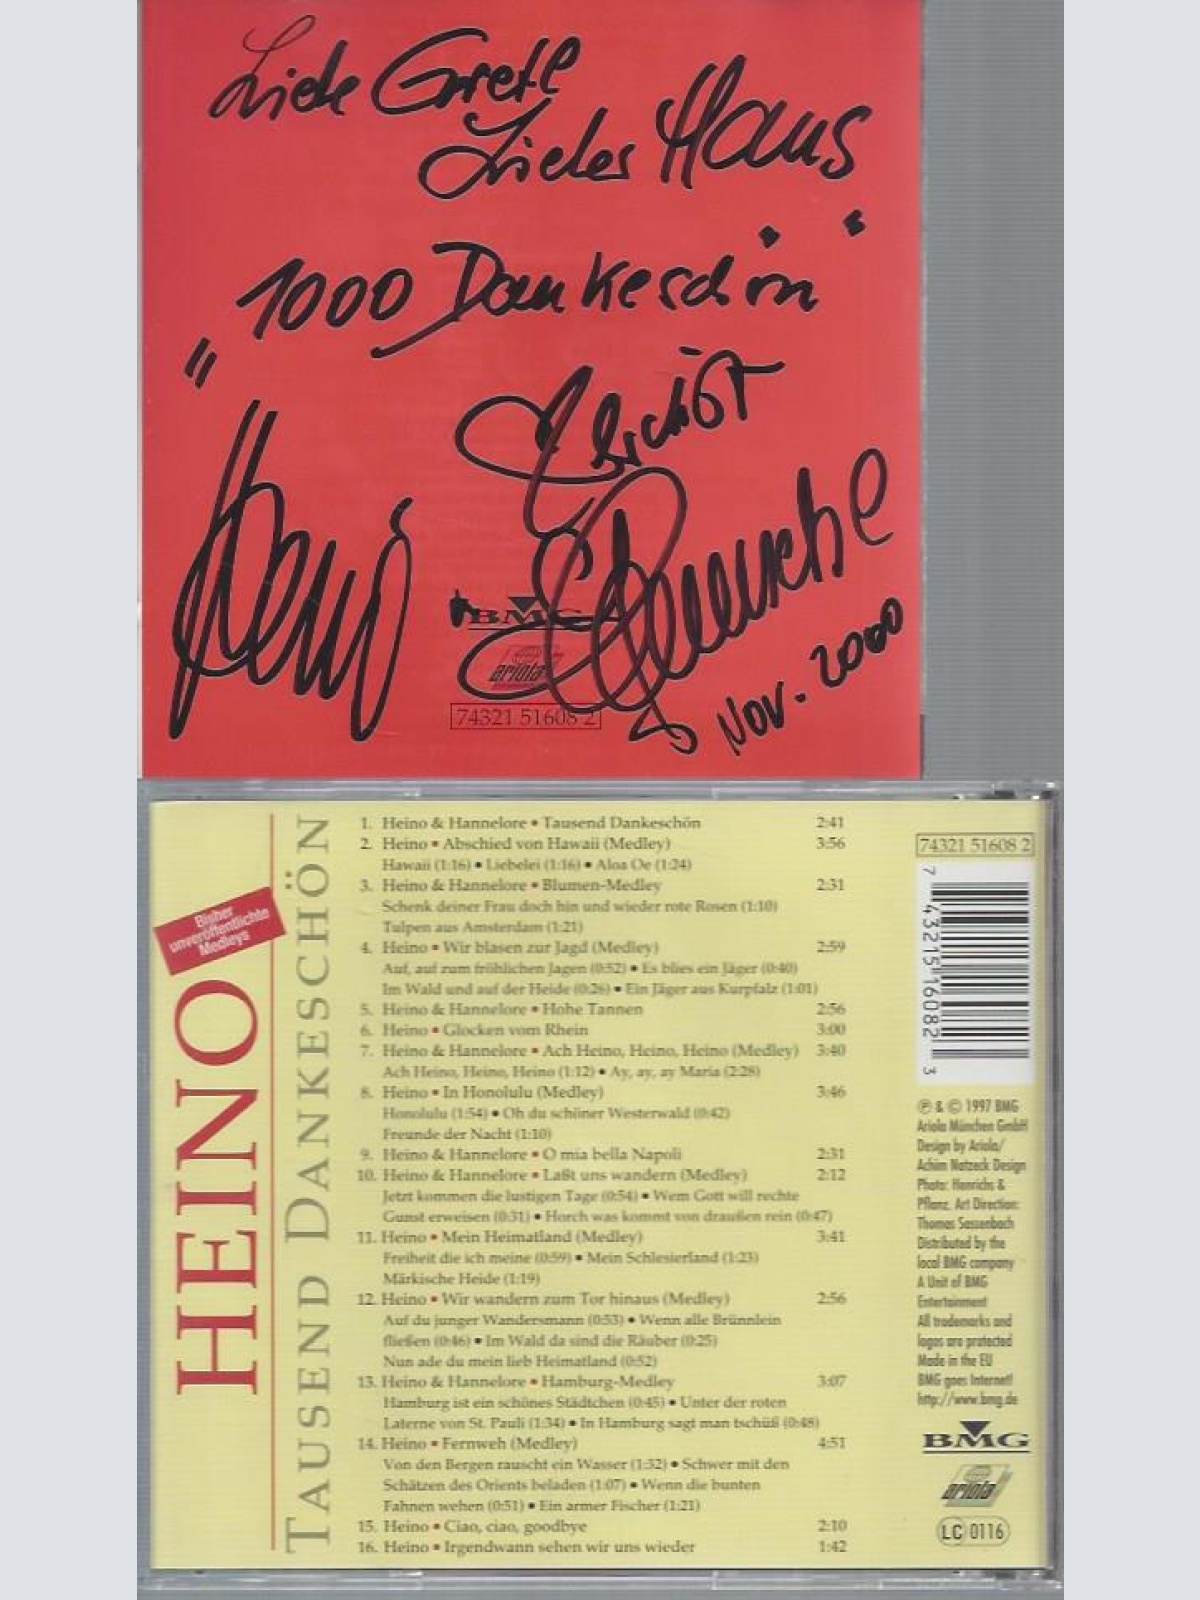 Liebe Gretl
Lieber Hans
"1000 Dankeschön"
Heino
BMG
ariola
74321 51608 2
Nov. 2000
HEINO
TAUSEND DANKESCHÖN
Bisher
unveröffentlichte
Medleys
1. Heino & Hannelore • Tausend Dankeschön 2:41
2. Heino • Abschied von Hawaii (Medley) 3:56
Hawaii (1:16) • Liebelei (1:16) • Aloa Oe (1:24)
3. Heino & Hannelore • Blumen-Medley 2:31
Schenk deiner Frau doch hin und wieder rote Rosen (1:10)
Tulpen aus Amsterdam (1:21)
4. Heino • Wir blasen zur Jagd (Medley) 2:59
Auf, auf zum fröhlichen Jagen (0:52) • Es blies ein Jäger (0:40)
Im Wald und auf der Heide (0:26) • Ein Jäger aus Kurpfalz (1:01)
5. Heino & Hannelore • Hohe Tannen 2:56
6. Heino • Glocken vom Rhein 3:00
7. Heino & Hannelore • Ach Heino, Heino, Heino (Medley) 3:40
Ach Heino, Heino, Heino (1:12) • Ay, ay, ay Maria (2:28)
8. Heino • In Honolulu (Medley) 3:46
Honolulu (1:54) • Oh du schöner Westerwald (0:42)
Freunde der Nacht (1:10)
9. Heino & Hannelore • O mia bella Napoli 2:31
10. Heino & Hannelore • Laßt uns wandern (Medley) 2:12
Jetzt kommen die lustigen Tage (0:54) • Wem Gott will rechte
Gunst erweisen (0:31) • Horch was kommt von draußen rein (0:47)
11. Heino • Mein Heimatland (Medley) 3:41
Freiheit die ich meine (0:59) • Mein Schlesierland (1:23)
Märkische Heide (1:19)
12. Heino • Wir wandern zum Tor hinaus (Medley) 2:56
Auf du junger Wandersmann (0:53) • Wenn alle Brünnlein
fließen (0:46) • Im Wald da sind die Räuber (0:25)
Nun ade du mein lieb Heimatland (0:52)
13. Heino & Hannelore • Hamburg-Medley 3:07
Hamburg ist ein schönes Städtchen (0:45) • Unter der roten
Laterne von St. Pauli (1:34) • In Hamburg sagt man tschüß (0:48)
14. Heino • Fernweh (Medley) 4:51
Von den Bergen rauscht ein Wasser (1:32) • Schwer mit den
Schätzen des Orients beladen (1:07) • Wenn die bunten
Fahnen wehen (0:51) • Ein armer Fischer (1:21)
15. Heino • Ciao, ciao, goodbye 2:10
16. Heino • Irgendwann sehen wir uns wieder 1:42
74321 51608 2
7 43215 16082 3
℗ & © 1997 BMG
Ariola München GmbH
Design by Ariola/
Achim Natzeck Design
Photo: Henrichs &
Pflanz. Art Direction:
Thomas Sassenbach
Distributed by the
local BMG company
A Unit of BMG
Entertainment
All trademarks and
logos are protected
Made in the EU
BMG goes Internet!
http://www.bmg.de
BMG
ariola
LC 0116